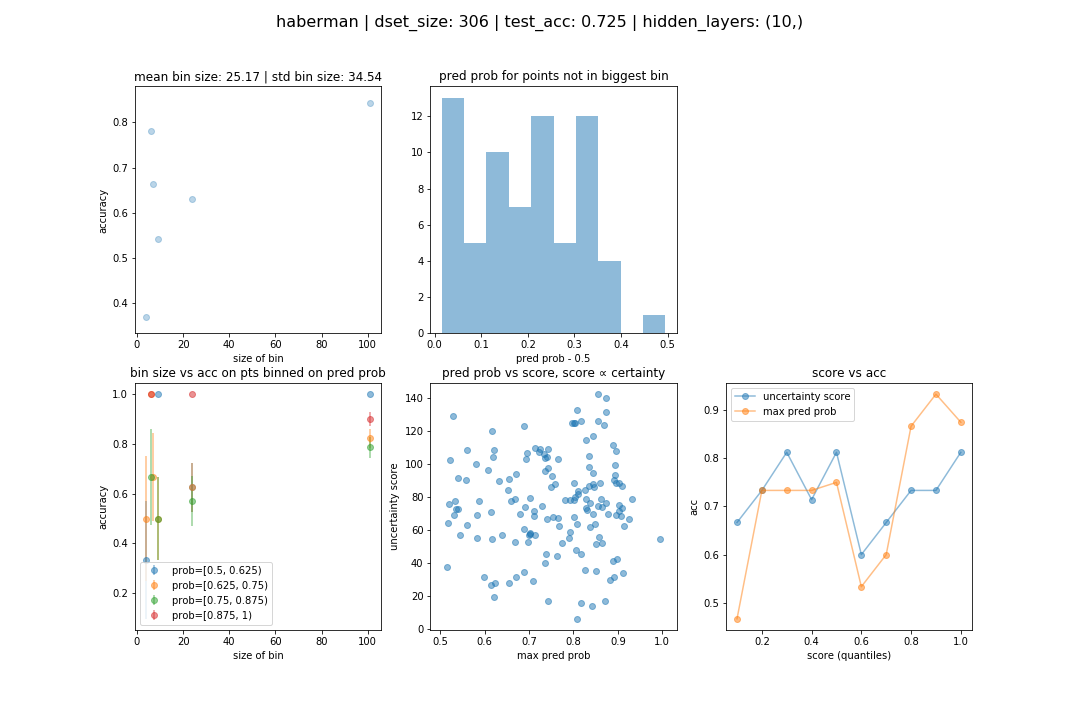 haberman | dset_size: 306 | test_acc: 0.725 | hidden_layers: (10,)
mean bin size: 25.17 | std bin size: 34.54
accuracy
0.8
0.7
0.6
0.5
0.4
0 20 40 60 80 100
size of bin
pred prob for points not in biggest bin
12
10
8
6
4
2
0
0.0 0.1 0.2 0.3 0.4 0.5
pred prob - 0.5
bin size vs acc on pts binned on pred prob
accuracy
1.0
0.8
0.6
0.4
0.2
prob=[0.5, 0.625)
prob=[0.625, 0.75)
prob=[0.75, 0.875)
prob=[0.875, 1)
0 20 40 60 80 100
size of bin
pred prob vs score, score ∝ certainty
uncertainty score
140
120
100
80
60
40
20
0
0.5 0.6 0.7 0.8 0.9 1.0
max pred prob
score vs acc
uncertainty score
max pred prob
acc
0.9
0.8
0.7
0.6
0.5
0.2 0.4 0.6 0.8 1.0
score (quantiles)